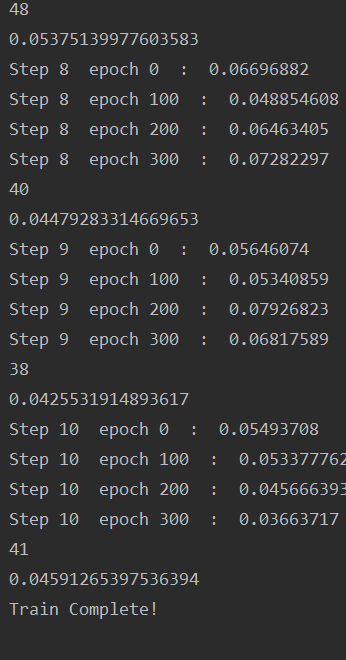 48
0.05375139977603583
Step 8  epoch 0  :  0.06696882
Step 8  epoch 100  :  0.048854608
Step 8  epoch 200  :  0.06463405
Step 8  epoch 300  :  0.07282297
40
0.04479283314669653
Step 9  epoch 0  :  0.05646074
Step 9  epoch 100  :  0.05340859
Step 9  epoch 200  :  0.07926823
Step 9  epoch 300  :  0.06817589
38
0.0425531914893617
Step 10  epoch 0  :  0.05493708
Step 10  epoch 100  :  0.053377762
Step 10  epoch 200  :  0.045666393
Step 10  epoch 300  :  0.03663717
41
0.04591265397536394
Train Complete!